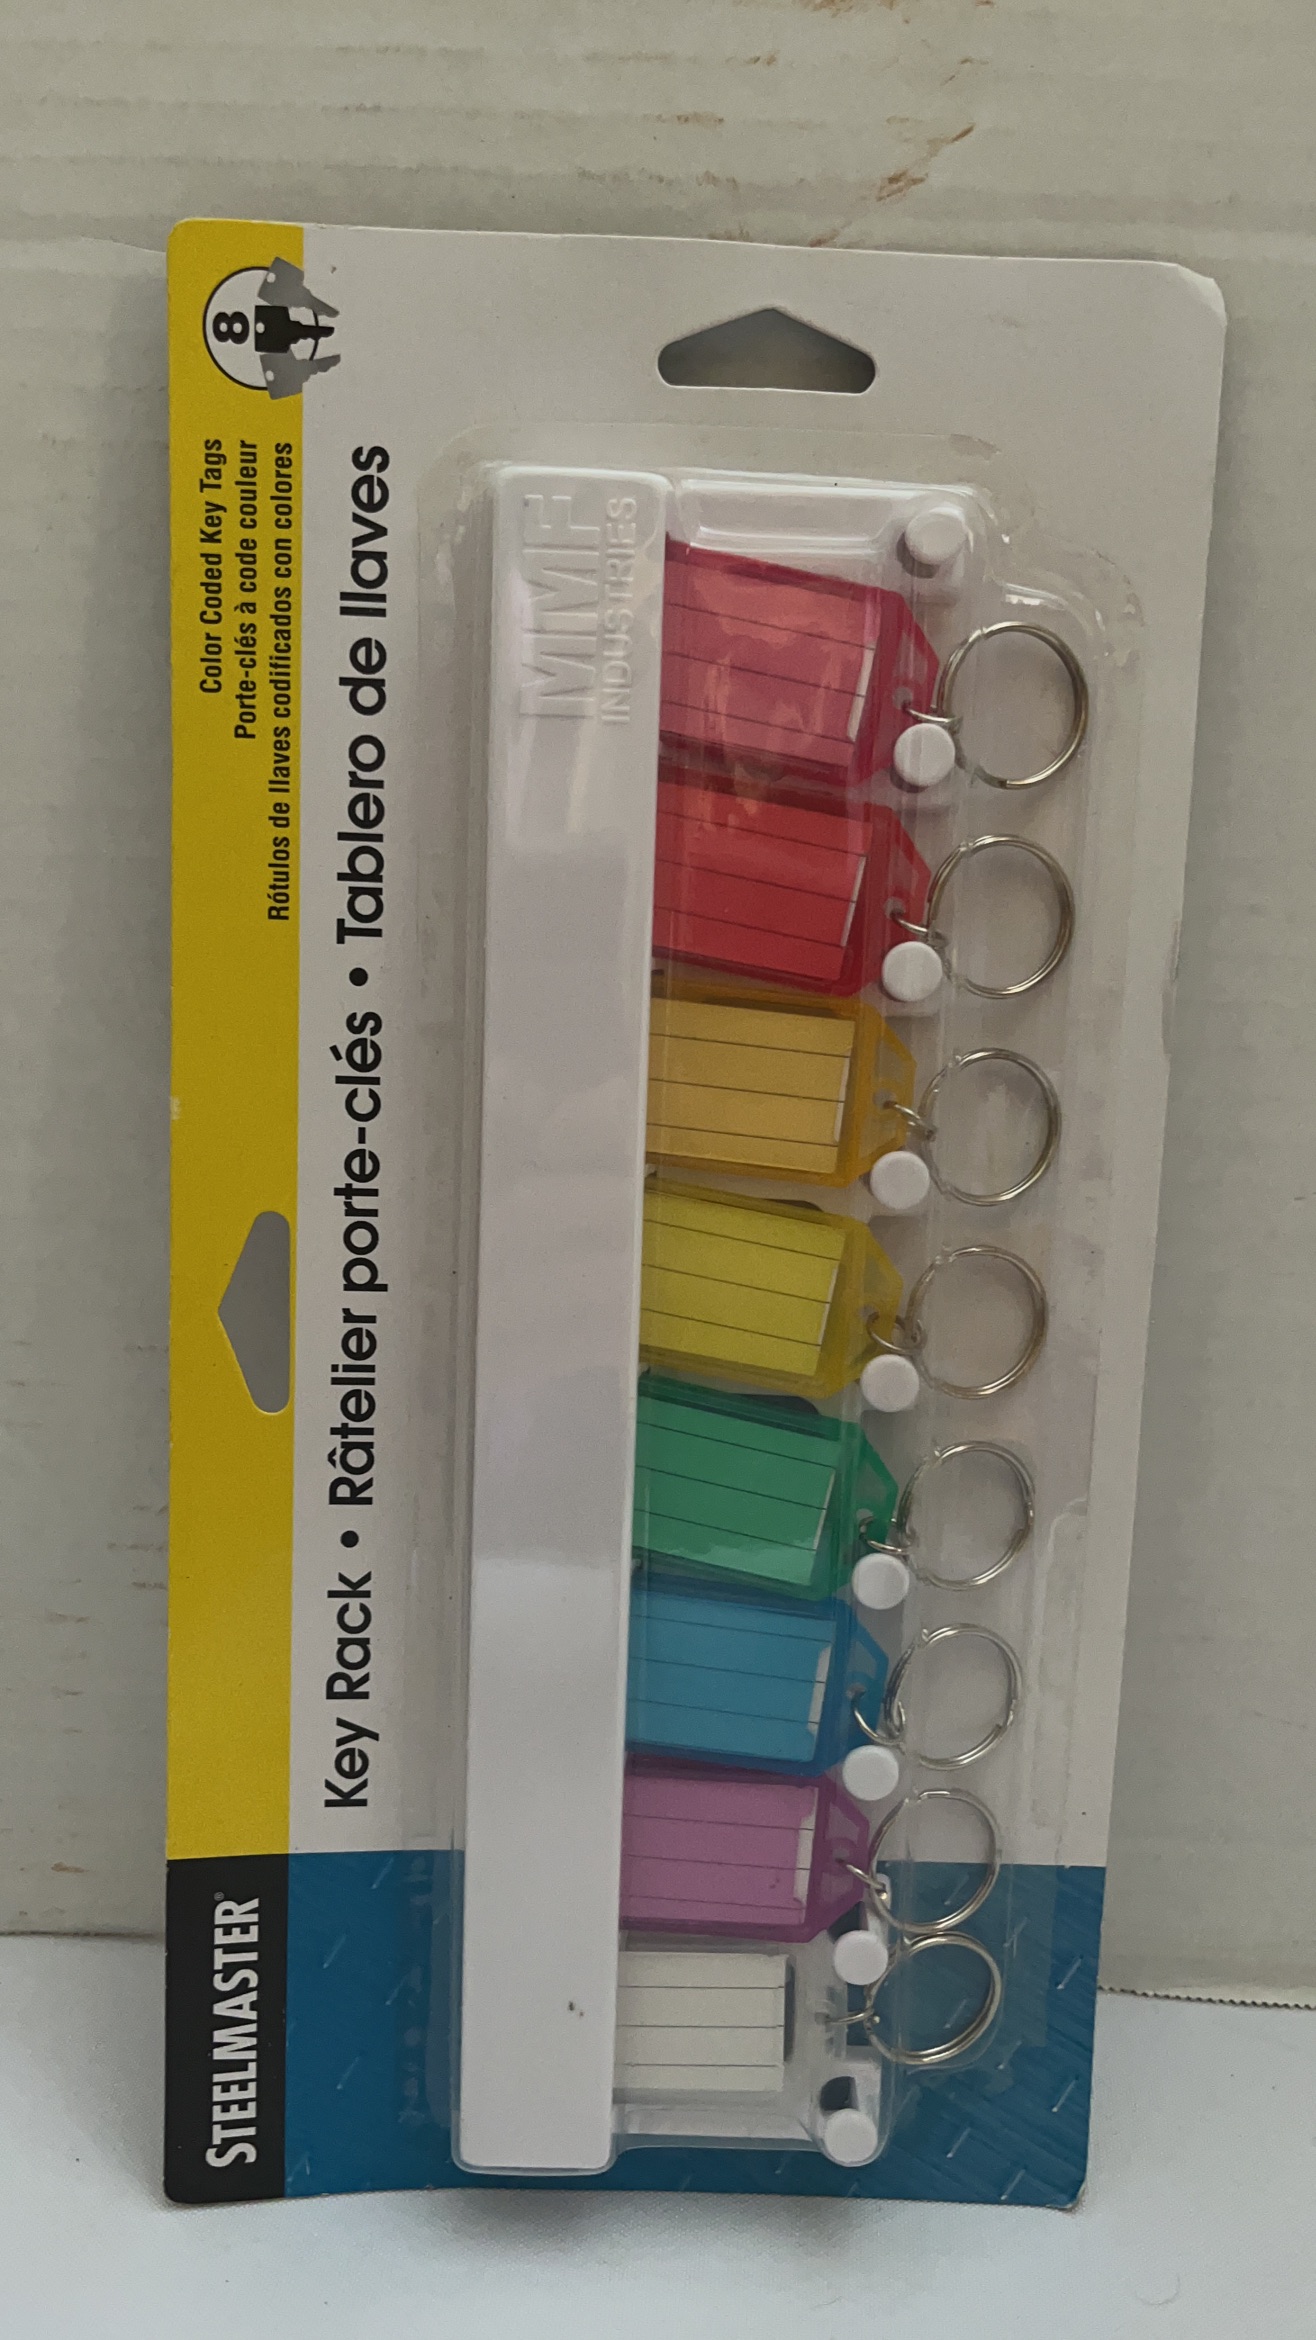 STEELMASTER®
Color Coded Key Tags
Porte-clés à code couleur
Rótulos de llaves codificados con colores
8
Key Rack • Râtelier porte-clés • Tablero de llaves
MMF
INDUSTRIES